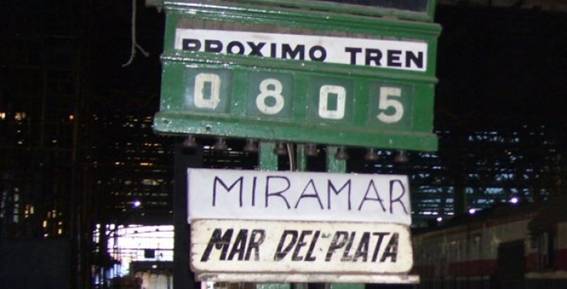 PROXIMO TREN
0805
MIRAMAR
MAR DEL PLATA